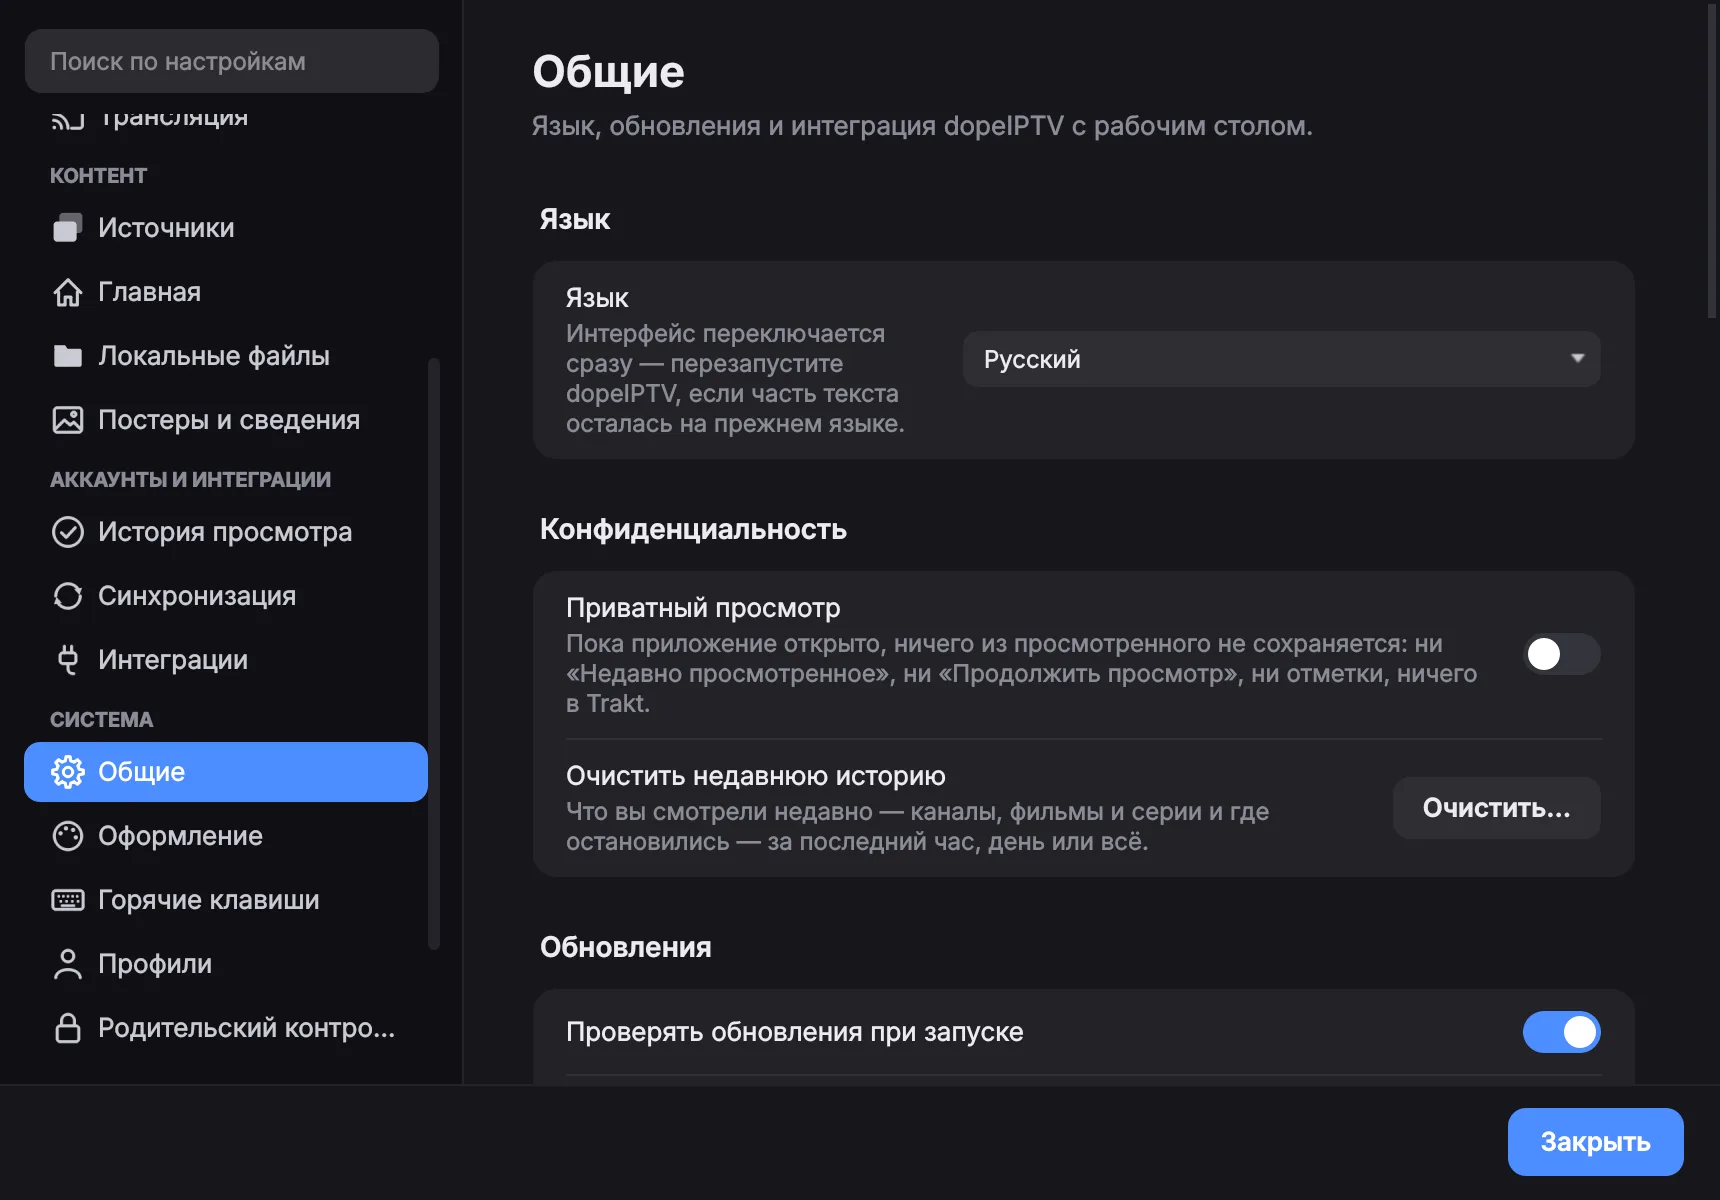 Поиск по настройкам
Трансляция
КОНТЕНТ
Источники
Главная
Локальные файлы
Постеры и сведения
АККАУНТЫ И ИНТЕГРАЦИИ
История просмотра
Синхронизация
Интеграции
СИСТЕМА
Общие
Оформление
Горячие клавиши
Профили
Родительский контро...
Общие
Язык, обновления и интеграция dopeIPTV с рабочим столом.
Язык
Язык
Интерфейс переключается
сразу — перезапустите
dopeIPTV, если часть текста
осталась на прежнем языке.
Русский
Конфиденциальность
Приватный просмотр
Пока приложение открыто, ничего из просмотренного не сохраняется: ни
«Недавно просмотренное», ни «Продолжить просмотр», ни отметки, ничего
в Trakt.
Очистить недавнюю историю
Что вы смотрели недавно — каналы, фильмы и серии и где
остановились — за последний час, день или всё.
Очистить...
Обновления
Проверять обновления при запуске
Закрыть